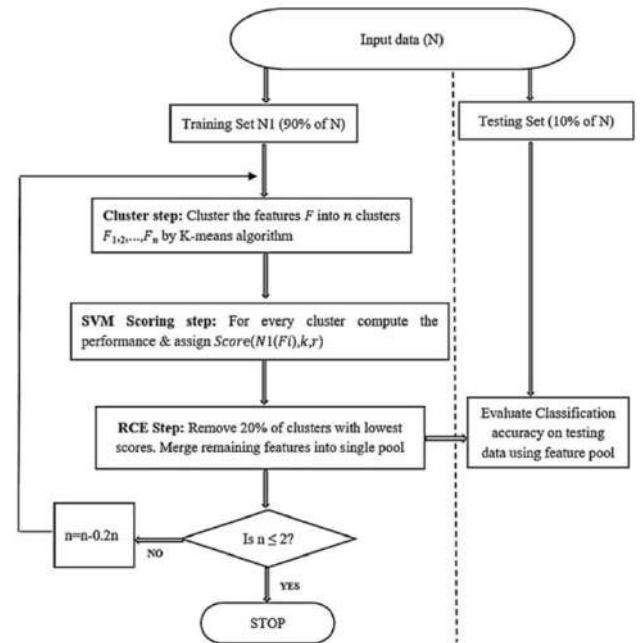 Input data (N)
Training Set N1 (90% of N)
Testing Set (10% of N)
Cluster step: Cluster the features F into n clusters
F1,2,...,Fn by K-means algorithm
SVM Scoring step: For every cluster compute the
performance & assign Score(N1(Fi),k,r)
RCE Step: Remove 20% of clusters with lowest
scores. Merge remaining features into single pool
Evaluate Classification
accuracy on testing
data using feature pool
n=n-0.2n
NO
Is n ≤ 2?
YES
STOP